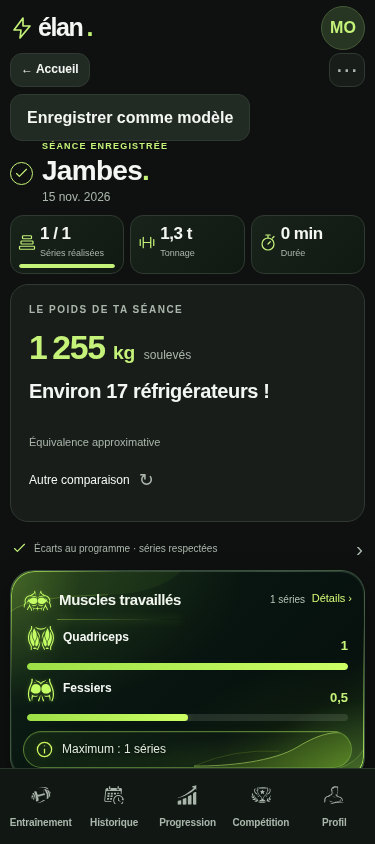 élan.
MO
← Accueil
...
Enregistrer comme modèle
SÉANCE ENREGISTRÉE
Jambes.
15 nov. 2026
1 / 1
Séries réalisées
1,3 t
Tonnage
0 min
Durée
LE POIDS DE TA SÉANCE
1 255 kg soulevés
Environ 17 réfrigérateurs !
Équivalence approximative
Autre comparaison ↻
Écarts au programme · séries respectées ›
Muscles travaillés
1 séries Détails ›
Quadriceps
1
Fessiers
0,5
Maximum : 1 séries
Entraînement
Historique
Progression
Compétition
Profil